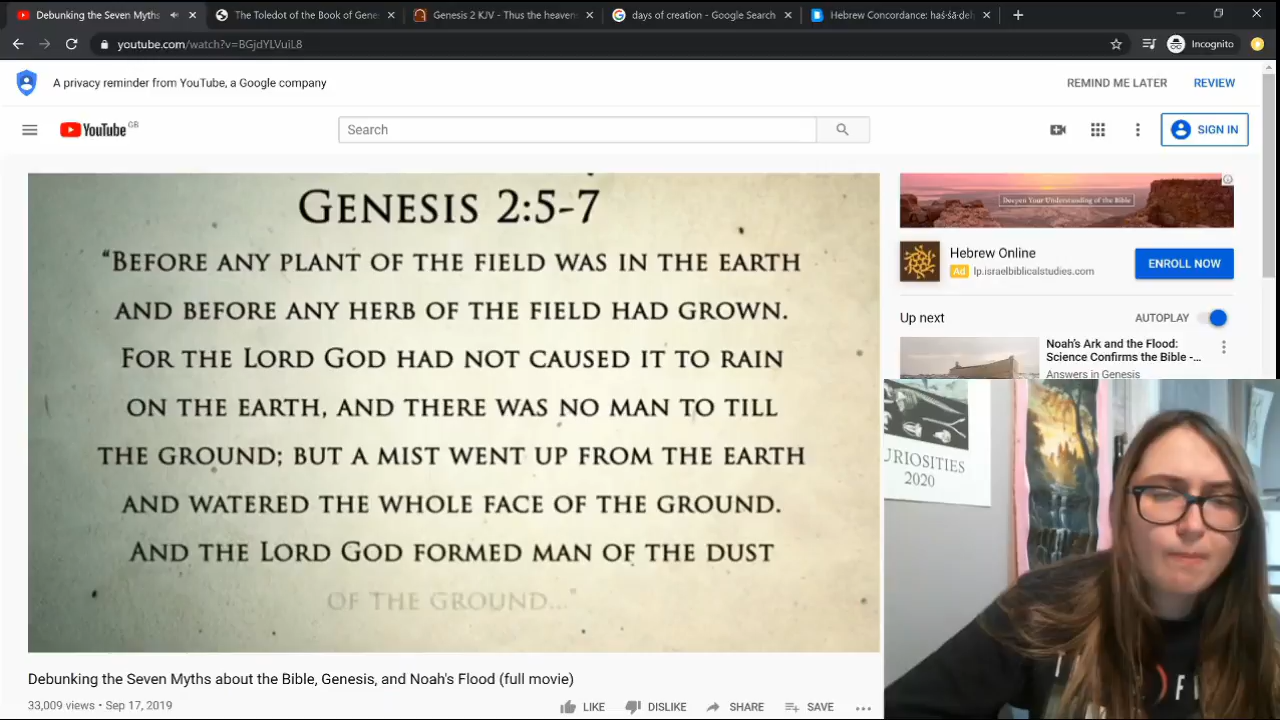 Debunking the Seven Myths
The Toledot of the Book of Gene
Genesis 2 KJV - Thus the heaven
days of creation - Google Search
Hebrew Concordance: haś·śā·ḏeh
youtube.com/watch?v=BGjdYLVuiL8
Incognito
A privacy reminder from YouTube, a Google company
REMIND ME LATER
REVIEW
YouTube GB
Search
SIGN IN
GENESIS 2:5-7
“BEFORE ANY PLANT OF THE FIELD WAS IN THE EARTH
AND BEFORE ANY HERB OF THE FIELD HAD GROWN.
FOR THE LORD GOD HAD NOT CAUSED IT TO RAIN
ON THE EARTH, AND THERE WAS NO MAN TO TILL
THE GROUND; BUT A MIST WENT UP FROM THE EARTH
AND WATERED THE WHOLE FACE OF THE GROUND.
AND THE LORD GOD FORMED MAN OF THE DUST
OF THE GROUND...”
Deepen Your Understanding of the Bible
Hebrew Online
Ad lp.israelbiblicalstudies.com
ENROLL NOW
Up next
AUTOPLAY
Noah's Ark and the Flood:
Science Confirms the Bible -...
Answers in Genesis
URIOSITIES
2020
Debunking the Seven Myths about the Bible, Genesis, and Noah's Flood (full movie)
33,009 views • Sep 17, 2019
LIKE
DISLIKE
SHARE
SAVE